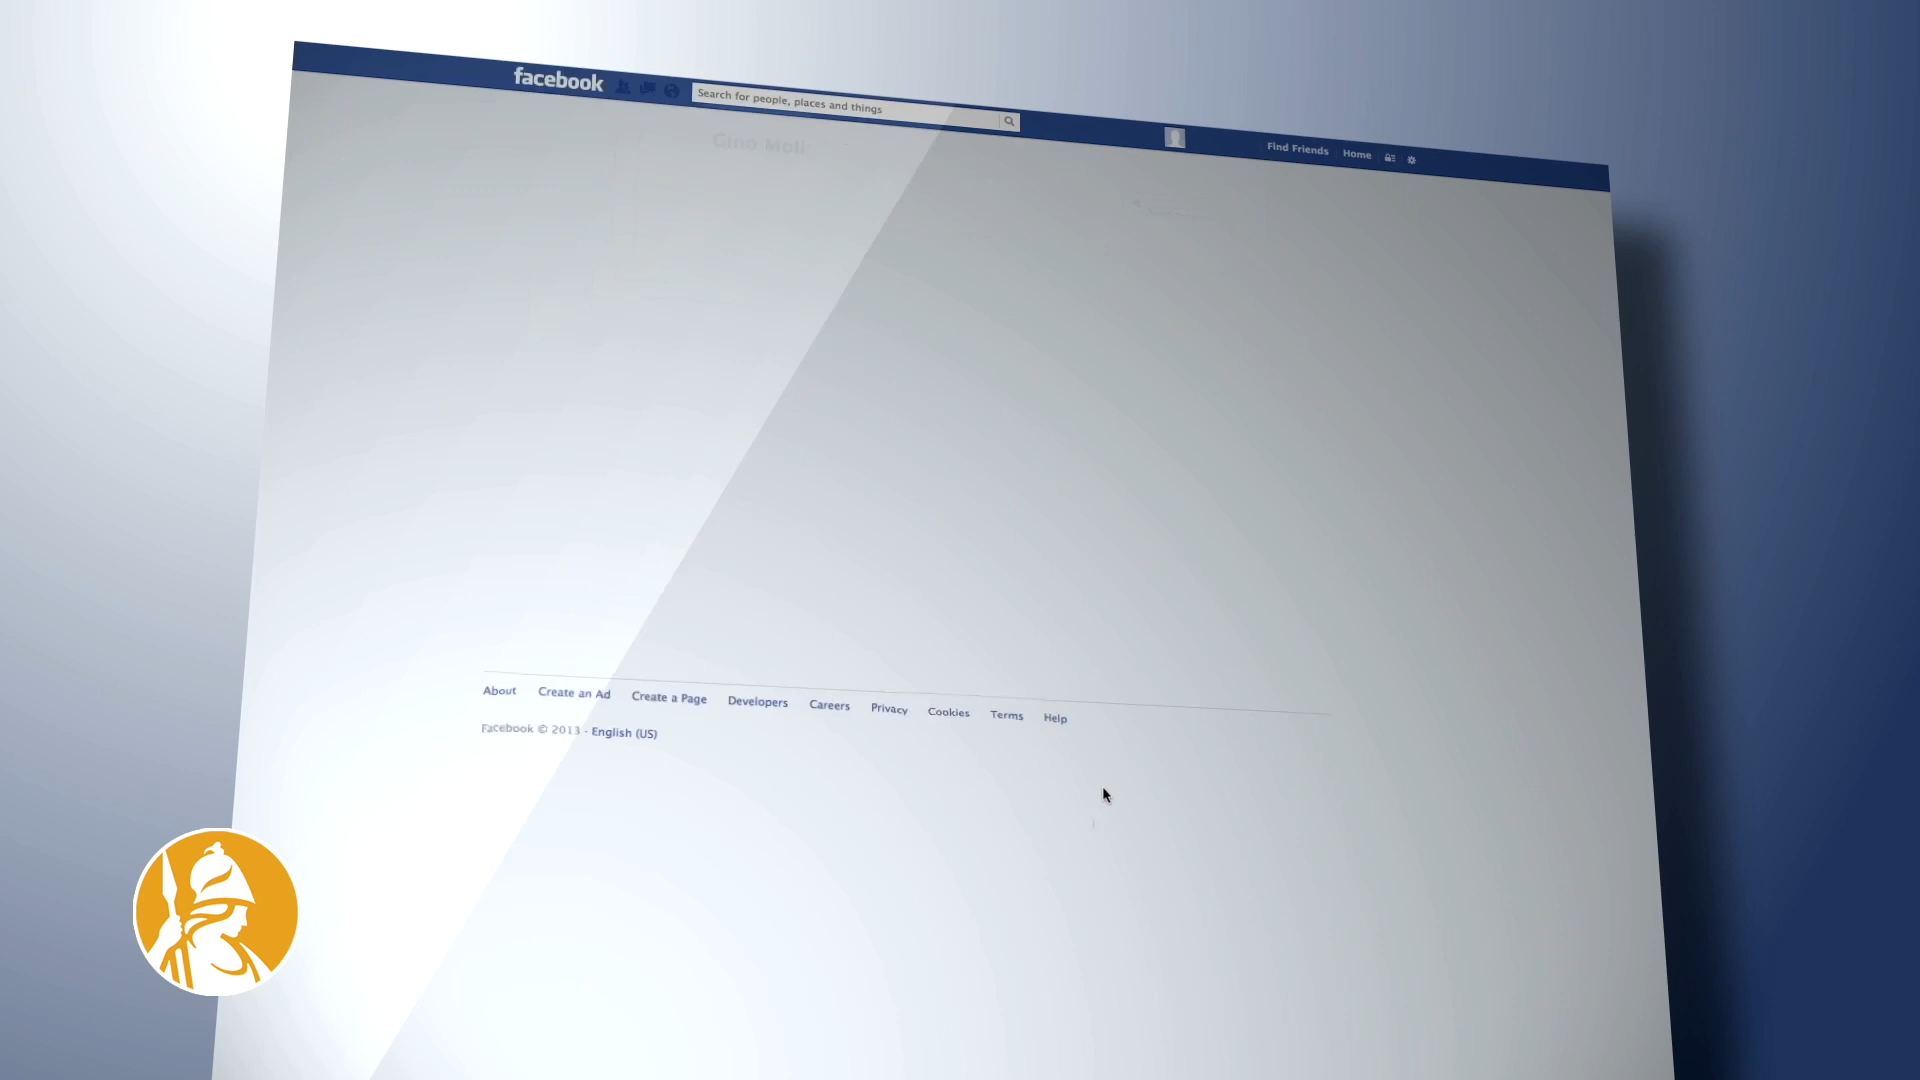 facebook
Search for people, places and things
Find Friends
Home
About Create an Ad Create a Page Developers Careers Privacy Cookies Terms Help
Facebook © 2013 · English (US)